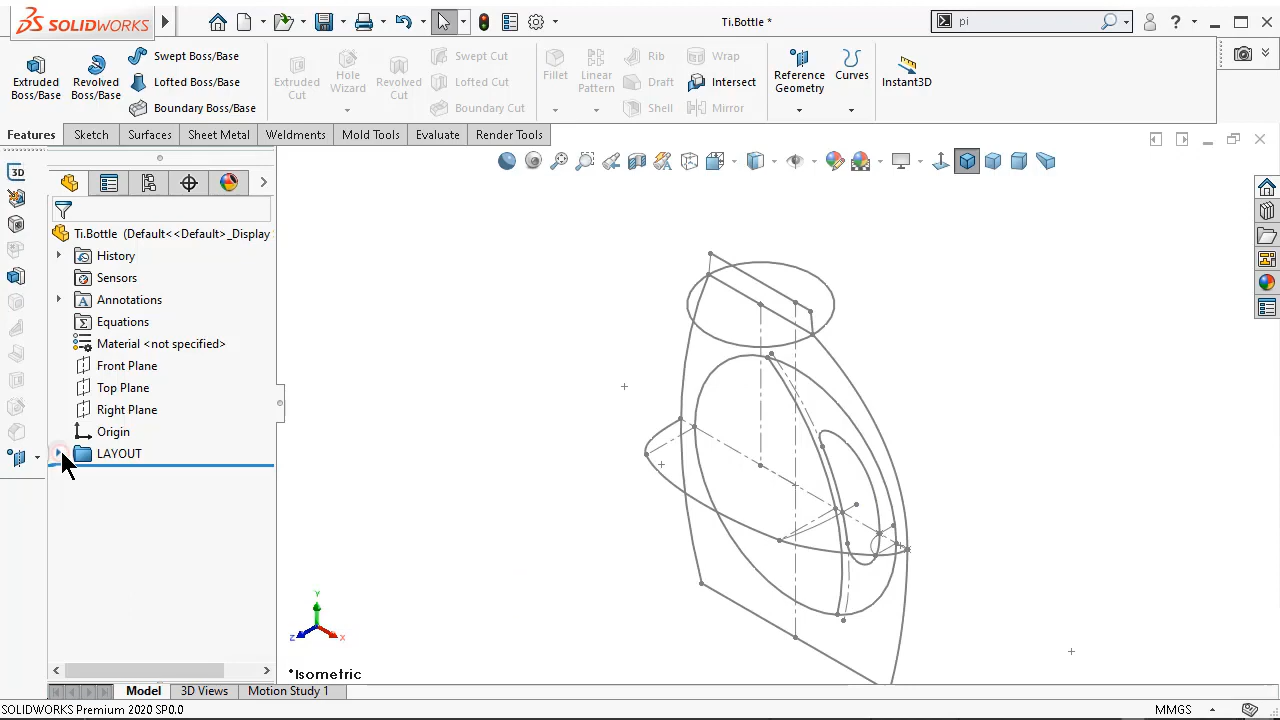 SOLIDWORKS
Ti.Bottle *
pi
Extruded Boss/Base
Revolved Boss/Base
Swept Boss/Base
Lofted Boss/Base
Boundary Boss/Base
Extruded Cut
Hole Wizard
Revolved Cut
Swept Cut
Lofted Cut
Boundary Cut
Fillet
Linear Pattern
Rib
Draft
Shell
Wrap
Intersect
Mirror
Reference Geometry
Curves
Instant3D
Features
Sketch
Surfaces
Sheet Metal
Weldments
Mold Tools
Evaluate
Render Tools
3D
Ti.Bottle (Default<<Default>_Display
History
Sensors
Annotations
Equations
Material <not specified>
Front Plane
Top Plane
Right Plane
Origin
LAYOUT
Y
Z
X
*Isometric
Model
3D Views
Motion Study 1
SOLIDWORKS Premium 2020 SP0.0
MMGS